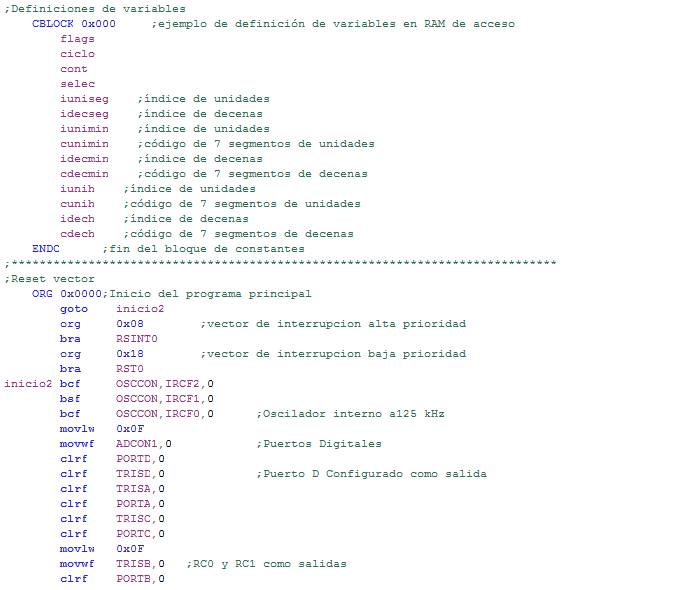 ;Definiciones de variables
CBLOCK 0x000 ;ejemplo de definición de variables en RAM de acceso
flags
ciclo
cont
selec
iuniseg ;índice de unidades
idecseg ;índice de decenas
iunimin ;índice de unidades
cunimin ;código de 7 segmentos de unidades
idecmin ;índice de decenas
cdecmin ;código de 7 segmentos de decenas
iunih ;índice de unidades
cunih ;código de 7 segmentos de unidades
idech ;índice de decenas
cdech ;código de 7 segmentos de decenas
ENDC ;fin del bloque de constantes
;******************************************************************************
;Reset vector
ORG 0x0000;Inicio del programa principal
goto inicio2
org 0x08 ;vector de interrupcion alta prioridad
bra RSINT0
org 0x18 ;vector de interrupcion baja prioridad
bra RST0
inicio2 bcf OSCCON,IRCF2,0
bsf OSCCON,IRCF1,0
bcf OSCCON,IRCF0,0 ;Oscilador interno a125 kHz
movlw 0x0F
movwf ADCON1,0 ;Puertos Digitales
clrf PORTD,0
clrf TRISD,0 ;Puerto D Configurado como salida
clrf TRISA,0
clrf PORTA,0
clrf TRISC,0
clrf PORTC,0
movlw 0x0F
movwf TRISB,0 ;RC0 y RC1 como salidas
clrf PORTB,0